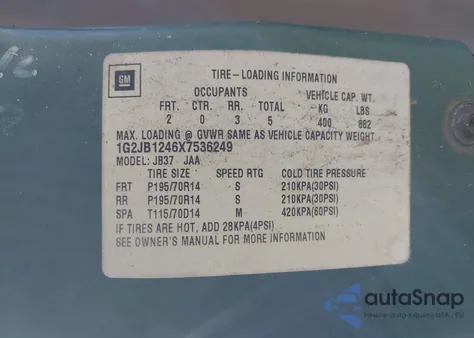 GM
TIRE-LOADING INFORMATION
OCCUPANTS VEHICLE CAP. WT.
FRT. CTR. RR. TOTAL KG LBS
2 0 3 5 400 882
MAX. LOADING @ GVWR SAME AS VEHICLE CAPACITY WEIGHT.
1G2JB1246X7536249
MODEL: JB37 JAA
TIRE SIZE SPEED RTG COLD TIRE PRESSURE
FRT P195/70R14 S 210KPA(30PSI)
RR P195/70R14 S 210KPA(30PSI)
SPA T115/70D14 M 420KPA(60PSI)
IF TIRES ARE HOT, ADD 28KPA(4PSI)
SEE OWNER'S MANUAL FOR MORE INFORMATION
autoSnap